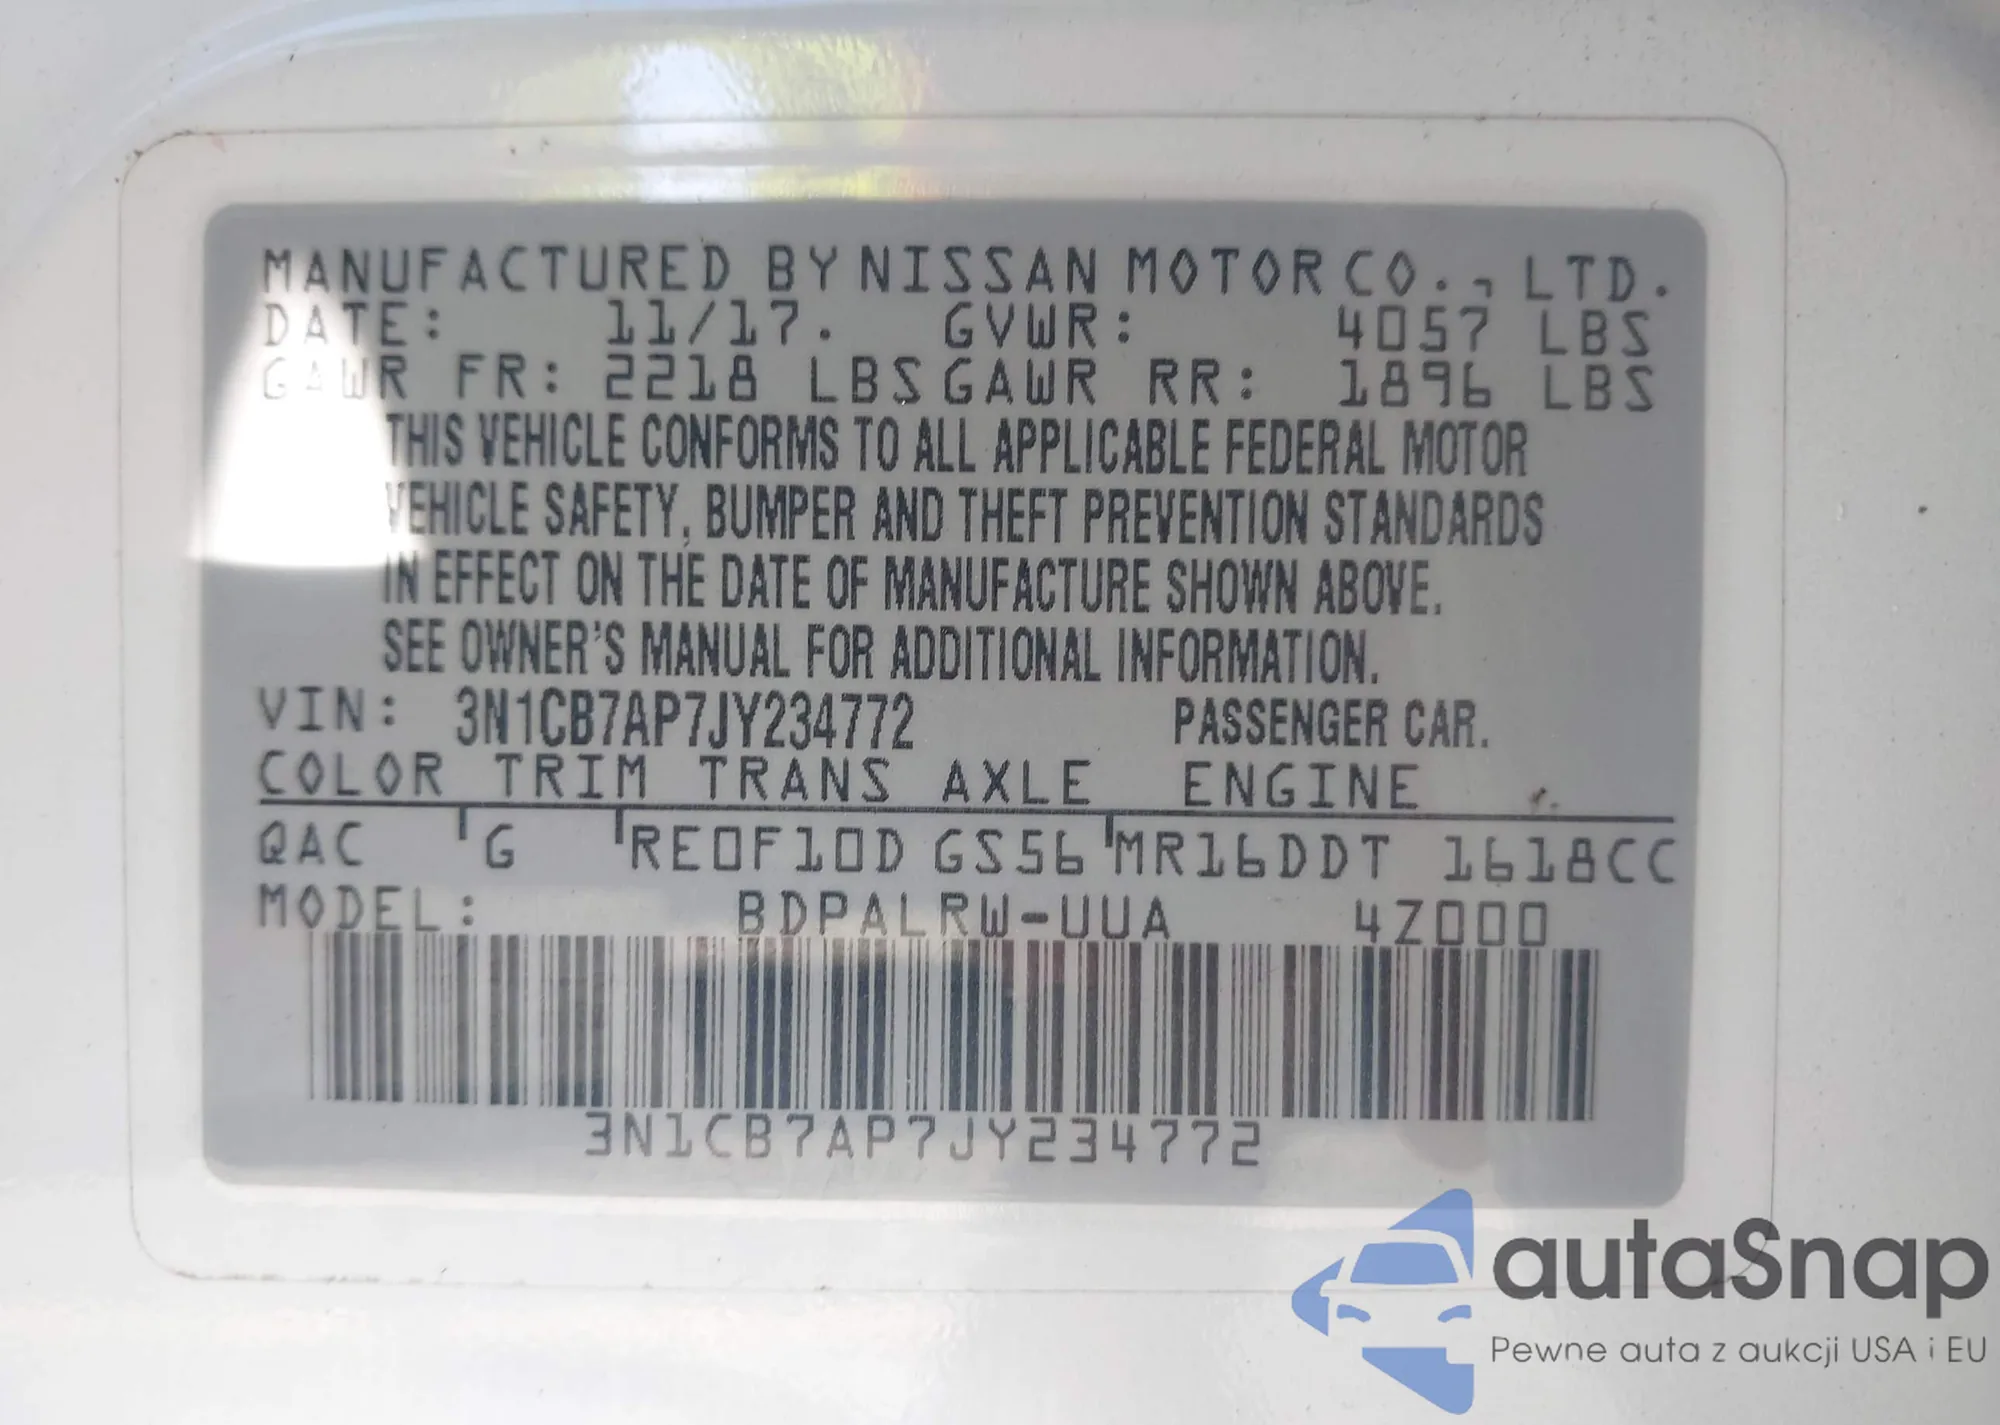 MANUFACTURED BY NISSAN MOTOR CO., LTD.
DATE: 11/17. GVWR: 4057 LBS
GAWR FR: 2218 LBS GAWR RR: 1896 LBS
THIS VEHICLE CONFORMS TO ALL APPLICABLE FEDERAL MOTOR
VEHICLE SAFETY, BUMPER AND THEFT PREVENTION STANDARDS
IN EFFECT ON THE DATE OF MANUFACTURE SHOWN ABOVE.
SEE OWNER'S MANUAL FOR ADDITIONAL INFORMATION.
VIN: 3N1CB7AP7JY234772 PASSENGER CAR.
COLOR TRIM TRANS AXLE ENGINE
QAC G RE0F10D GS56 MR16DDT 1618CC
MODEL: BDPALRW-UUA 4Z000
3N1CB7AP7JY234772
autaSnap
Pewne auta z aukcji USA i EU